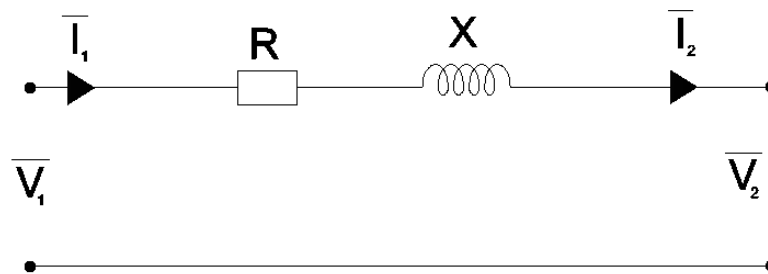 I₁ R X I₂
V₁ V₂